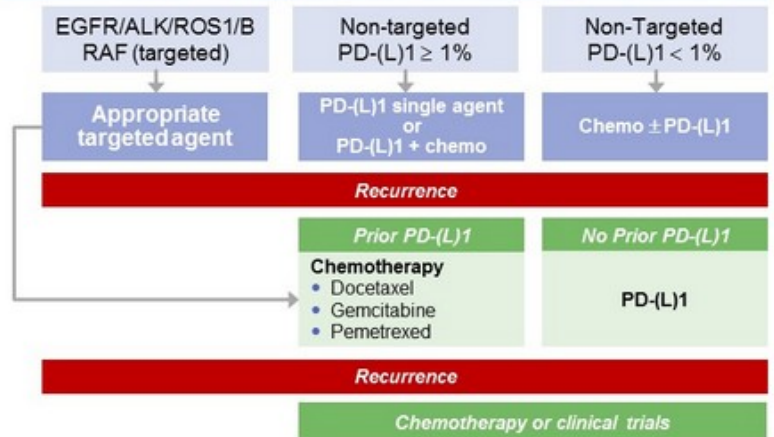 EGFR/ALK/ROS1/B
RAF (targeted)
Non-targeted
PD-(L)1 ≥ 1%
Non-Targeted
PD-(L)1 < 1%
Appropriate
targeted agent
PD-(L)1 single agent
or
PD-(L)1 + chemo
Chemo ± PD-(L)1
Recurrence
Prior PD-(L)1
Chemotherapy
• Docetaxel
• Gemcitabine
• Pemetrexed
No Prior PD-(L)1
PD-(L)1
Recurrence
Chemotherapy or clinical trials